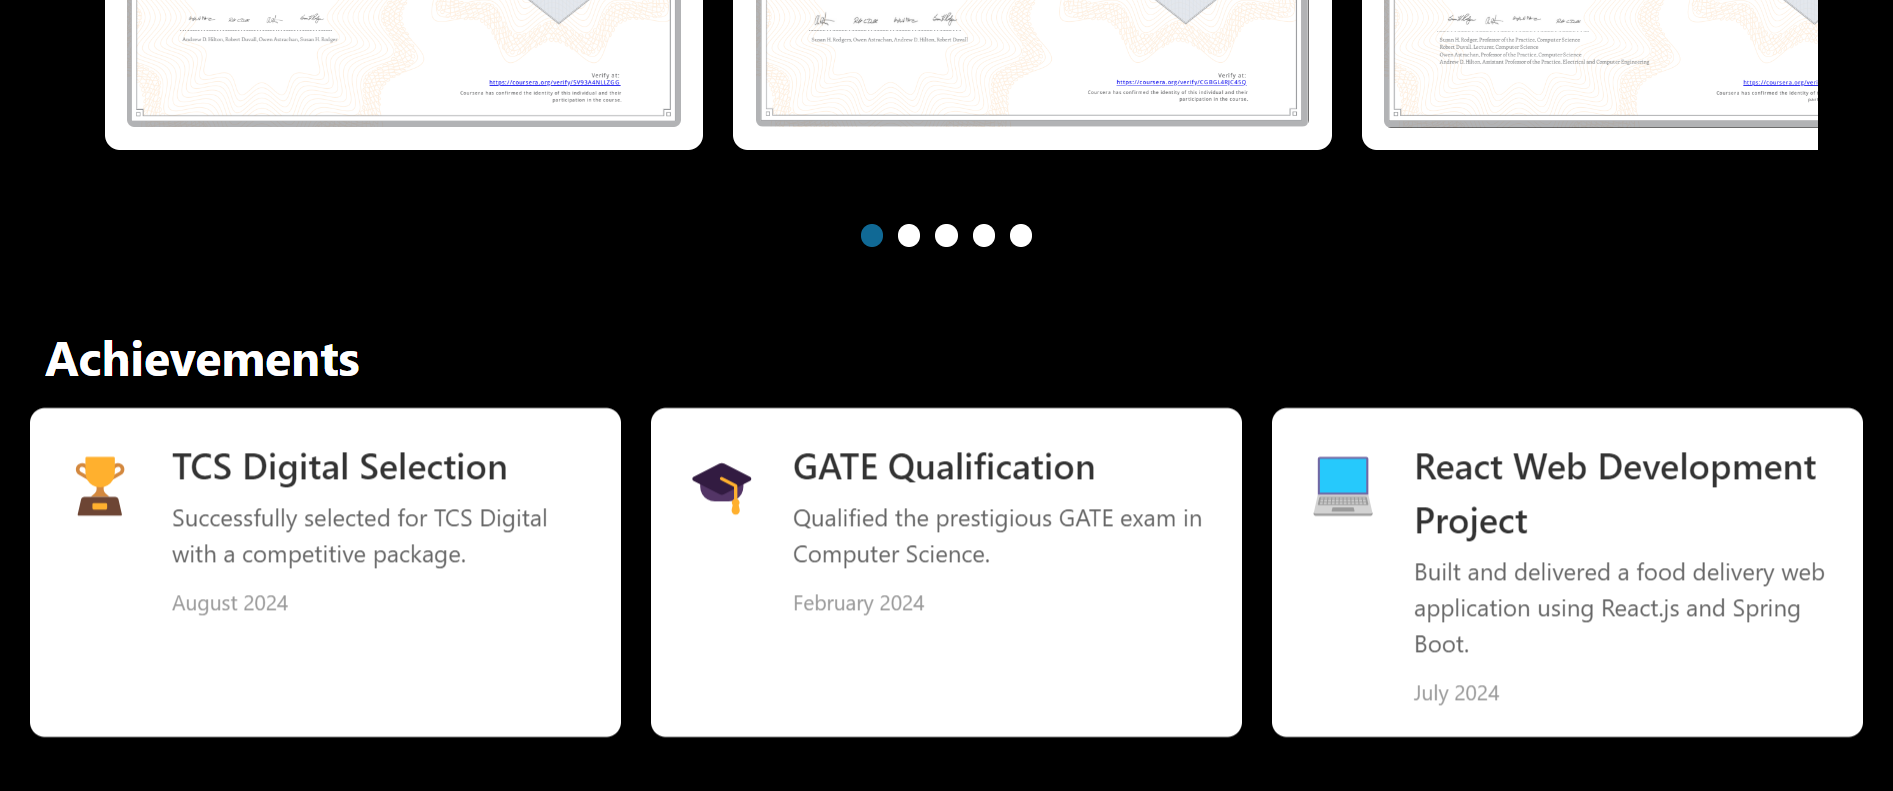 Andrew D. Hilton, Robert Duvall, Owen Astrachan, Susan H. Rodger
Verify at:
https://coursera.org/verify/5V93A4NLLZGG
Coursera has confirmed the identity of this individual and their
participation in the course.
Susan H. Rodgers, Owen Astrachan, Andrew D. Hilton, Robert Duvall
Verify at:
https://coursera.org/verify/CGBGL4RJC45Q
Coursera has confirmed the identity of this individual and their
participation in the course.
Susan H. Rodger, Professor of the Practice, Computer Science
Robert Duvall, Lecturer, Computer Science
Owen Astrachan, Professor of the Practice, Computer Science
Andrew D. Hilton, Assistant Professor of the Practice, Electrical and Computer Engineering
https://coursera.org/veri
Coursera has confirmed the identity of
Achievements
TCS Digital Selection
Successfully selected for TCS Digital
with a competitive package.
August 2024
GATE Qualification
Qualified the prestigious GATE exam in
Computer Science.
February 2024
React Web Development
Project
Built and delivered a food delivery web
application using React.js and Spring
Boot.
July 2024